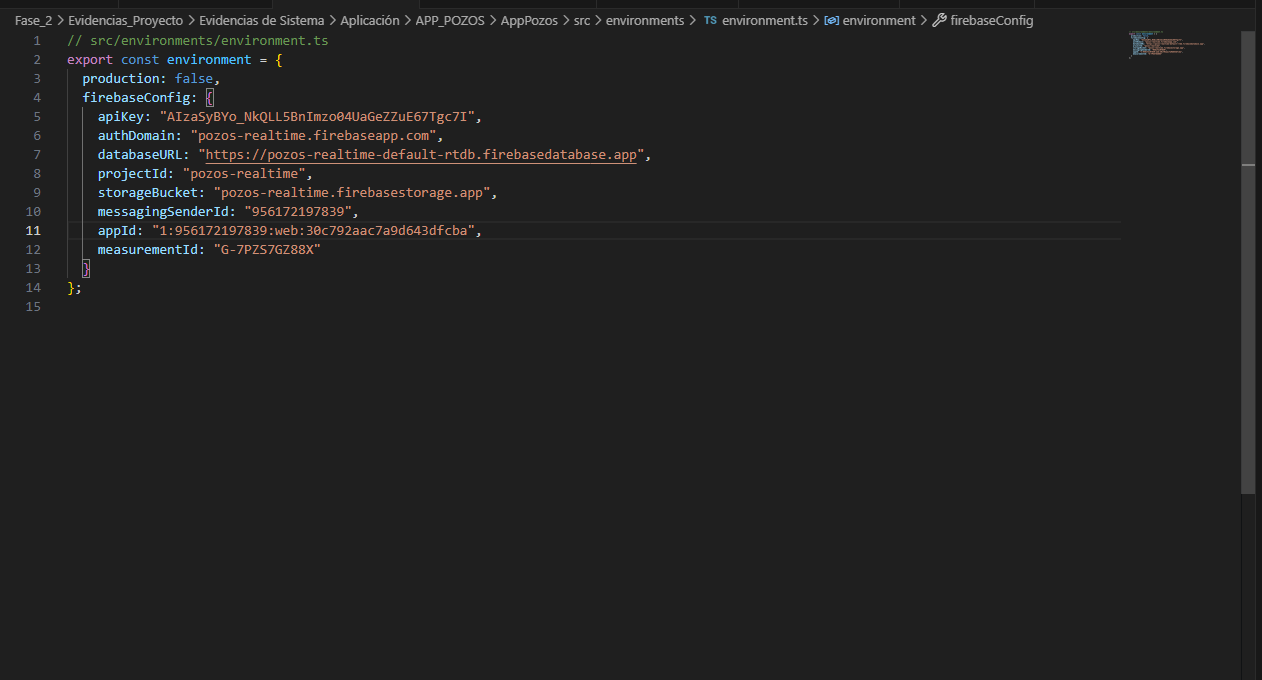 Fase_2 > Evidencias_Proyecto > Evidencias de Sistema > Aplicación > APP_POZOS > AppPozos > src > environments > TS environment.ts > environment > firebaseConfig
1 // src/environments/environment.ts
2 export const environment = {
3 production: false,
4 firebaseConfig: {
5 apiKey: "AIzaSyBYo_NkQLL5BnImzo04UaGeZZuE67Tgc7I",
6 authDomain: "pozos-realtime.firebaseapp.com",
7 databaseURL: "https://pozos-realtime-default-rtdb.firebasedatabase.app",
8 projectId: "pozos-realtime",
9 storageBucket: "pozos-realtime.firebasestorage.app",
10 messagingSenderId: "956172197839",
11 appId: "1:956172197839:web:30c792aac7a9d643dfcba",
12 measurementId: "G-7PZS7GZ88X"
13 }
14 };
15